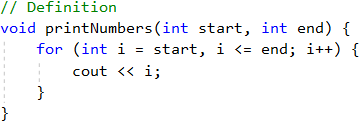 // Definition
void printNumbers(int start, int end) {
    for (int i = start, i <= end; i++) {
        cout << i;
    }
}